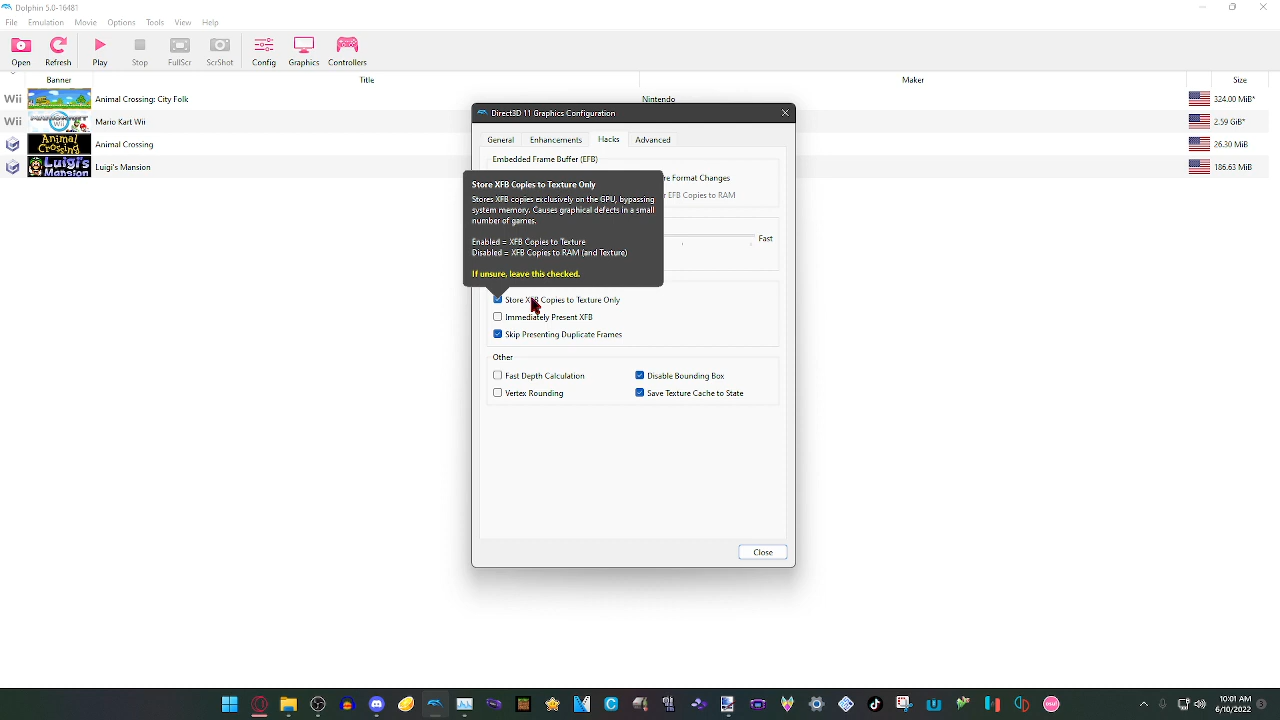 Dolphin 5.0-16481
File Emulation Movie Options Tools View Help
Open Refresh Play Stop FullScr ScrShot Config Graphics Controllers
Banner Title Maker Size
Wii Animal Crossing: City Folk Nintendo 324.00 MiB*
Wii MARIOKART Wii Mario Kart Wii 2.59 GiB*
Animal Crossing Animal Crossing 26.30 MiB
Luigi's Mansion Luigi's Mansion 186.63 MiB
Direct3D 11 Graphics Configuration
General Enhancements Hacks Advanced
Embedded Frame Buffer (EFB)
Format Changes
EFB Copies to RAM
Store XFB Copies to Texture Only
Stores XFB copies exclusively on the GPU, bypassing
system memory. Causes graphical defects in a small
number of games.
Enabled = XFB Copies to Texture
Disabled = XFB Copies to RAM (and Texture)
If unsure, leave this checked.
Fast
Store XFB Copies to Texture Only
Immediately Present XFB
Skip Presenting Duplicate Frames
Other
Fast Depth Calculation Disable Bounding Box
Vertex Rounding Save Texture Cache to State
Close
10:01 AM
6/10/2022